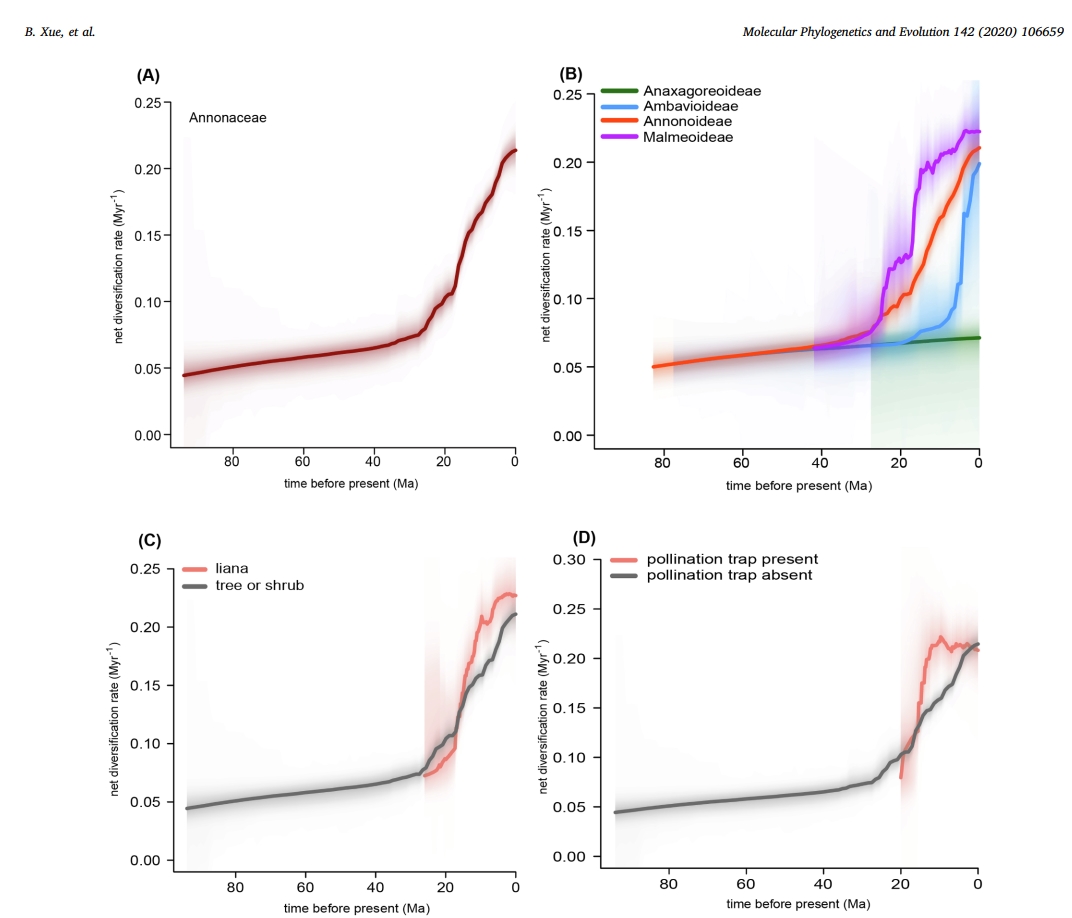 B. Xue, et al.
Molecular Phylogenetics and Evolution 142 (2020) 106659
(A)
Annonaceae
0.25
0.20
0.15
0.10
0.05
0.00
net diversification rate (Myr⁻¹)
80 60 40 20 0
time before present (Ma)
(B)
Anaxagoreoideae
Ambavioideae
Annonoideae
Malmeoideae
0.25
0.20
0.15
0.10
0.05
0.00
net diversification rate (Myr⁻¹)
80 60 40 20 0
time before present (Ma)
(C)
liana
tree or shrub
0.25
0.20
0.15
0.10
0.05
0.00
net diversification rate (Myr⁻¹)
80 60 40 20 0
time before present (Ma)
(D)
pollination trap present
pollination trap absent
0.30
0.25
0.20
0.15
0.10
0.05
0.00
net diversification rate (Myr⁻¹)
80 60 40 20 0
time before present (Ma)